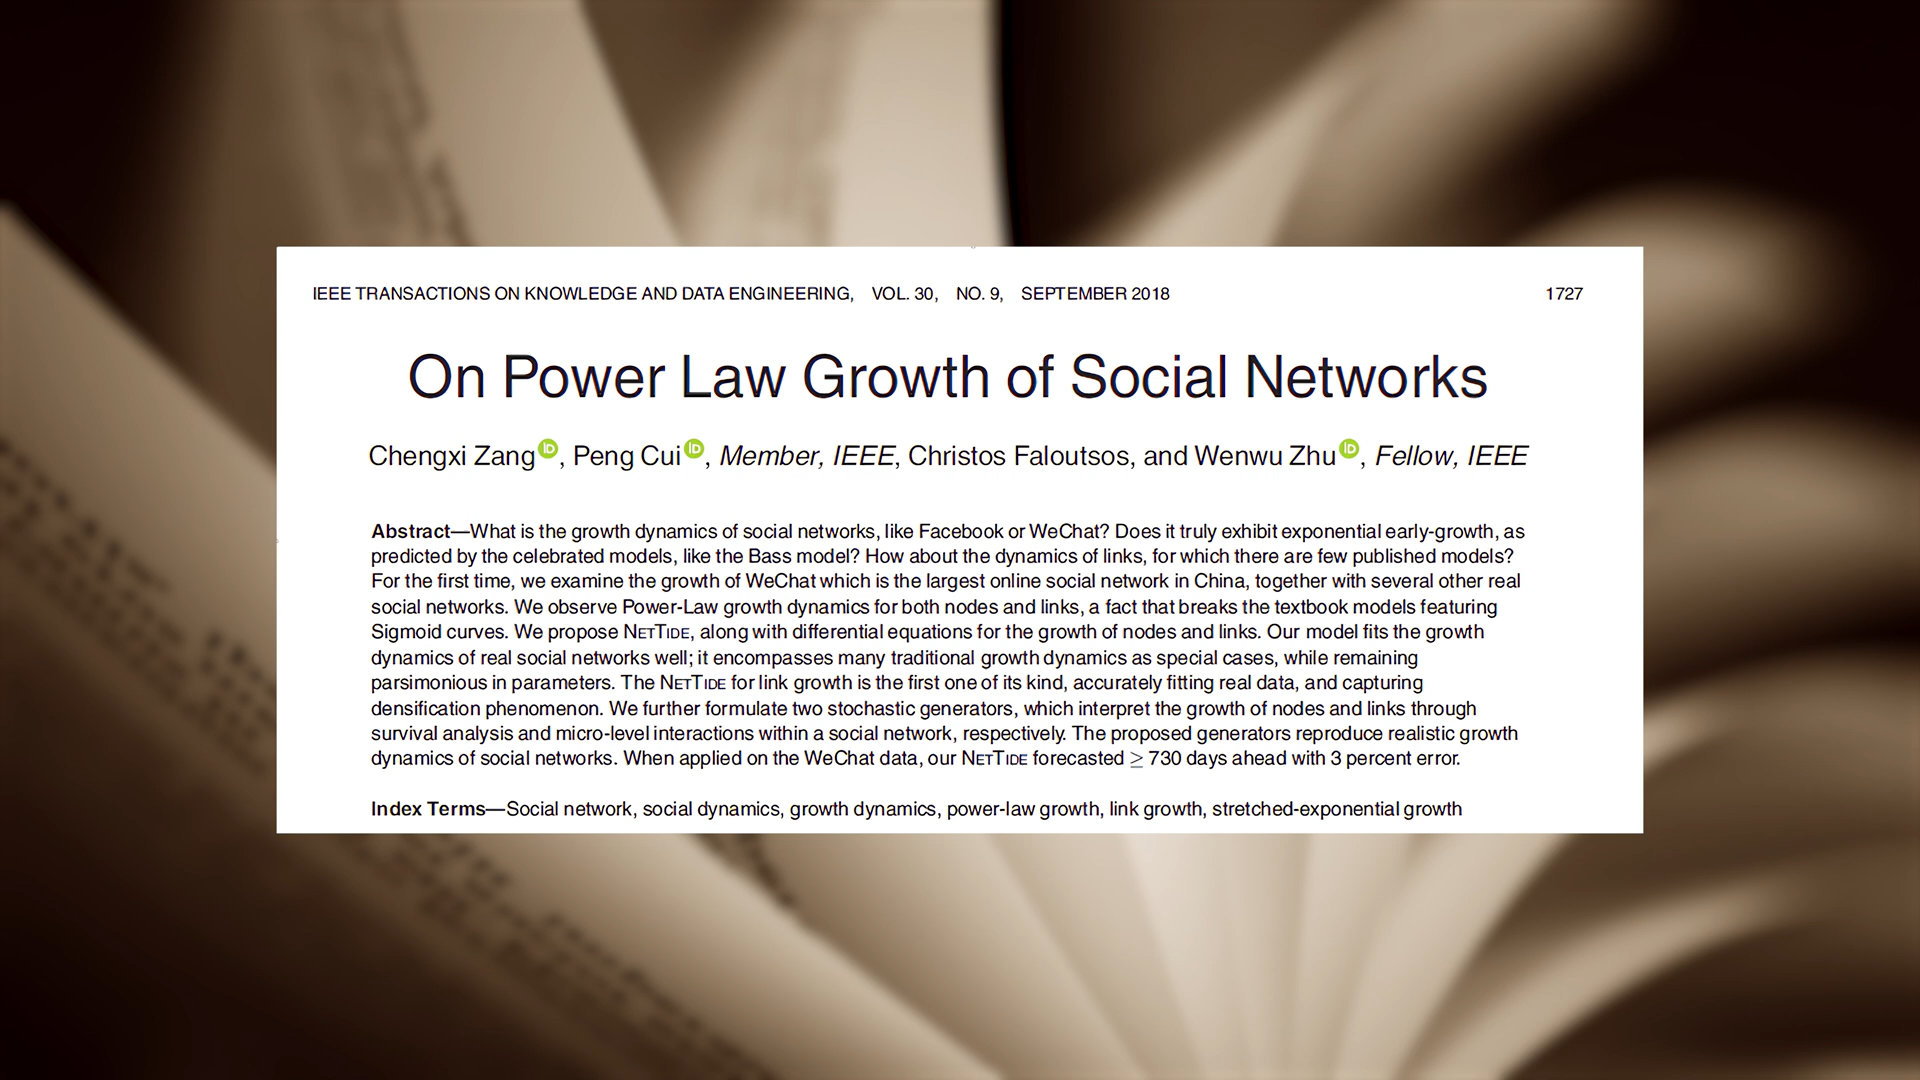 IEEE TRANSACTIONS ON KNOWLEDGE AND DATA ENGINEERING, VOL. 30, NO. 9, SEPTEMBER 2018 1727
On Power Law Growth of Social Networks
Chengxi Zang iD, Peng Cui iD, Member, IEEE, Christos Faloutsos, and Wenwu Zhu iD, Fellow, IEEE
Abstract—What is the growth dynamics of social networks, like Facebook or WeChat? Does it truly exhibit exponential early-growth, as
predicted by the celebrated models, like the Bass model? How about the dynamics of links, for which there are few published models?
For the first time, we examine the growth of WeChat which is the largest online social network in China, together with several other real
social networks. We observe Power-Law growth dynamics for both nodes and links, a fact that breaks the textbook models featuring
Sigmoid curves. We propose NETTIDE, along with differential equations for the growth of nodes and links. Our model fits the growth
dynamics of real social networks well; it encompasses many traditional growth dynamics as special cases, while remaining
parsimonious in parameters. The NETTIDE for link growth is the first one of its kind, accurately fitting real data, and capturing
densification phenomenon. We further formulate two stochastic generators, which interpret the growth of nodes and links through
survival analysis and micro-level interactions within a social network, respectively. The proposed generators reproduce realistic growth
dynamics of social networks. When applied on the WeChat data, our NETTIDE forecasted ≥ 730 days ahead with 3 percent error.
Index Terms—Social network, social dynamics, growth dynamics, power-law growth, link growth, stretched-exponential growth